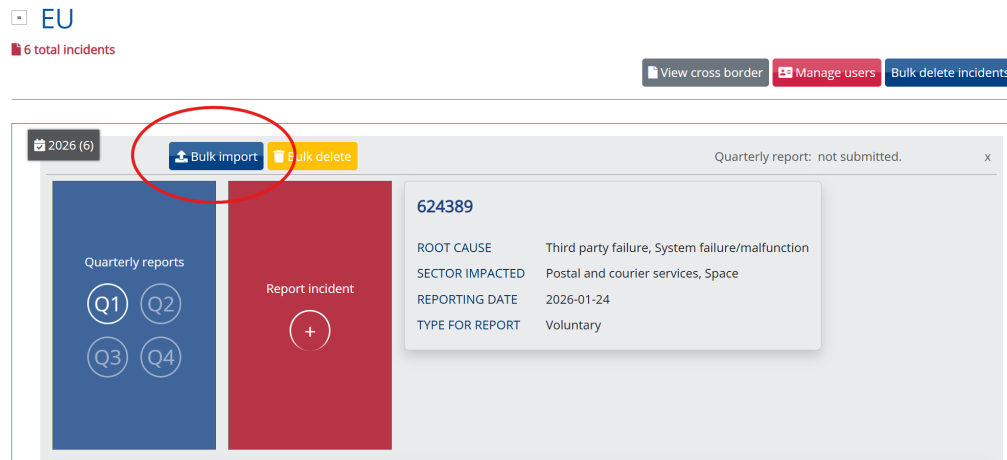 EU
6 total incidents
View cross border
Manage users
Bulk delete incidents
2026 (6)
Bulk import
Bulk delete
Quarterly report: not submitted.
x
Quarterly reports
Q1
Q2
Q3
Q4
Report incident
+
624389
ROOT CAUSE Third party failure, System failure/malfunction
SECTOR IMPACTED Postal and courier services, Space
REPORTING DATE 2026-01-24
TYPE FOR REPORT Voluntary